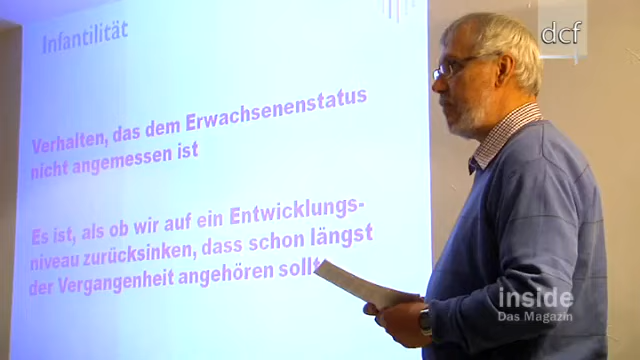 Infantilität
Verhalten, das dem Erwachsenenstatus
nicht angemessen ist
Es ist, als ob wir auf ein Entwicklungs-
niveau zurücksinken, dass schon längst
der Vergangenheit angehören sollt
dcf
inside
Das Magazin